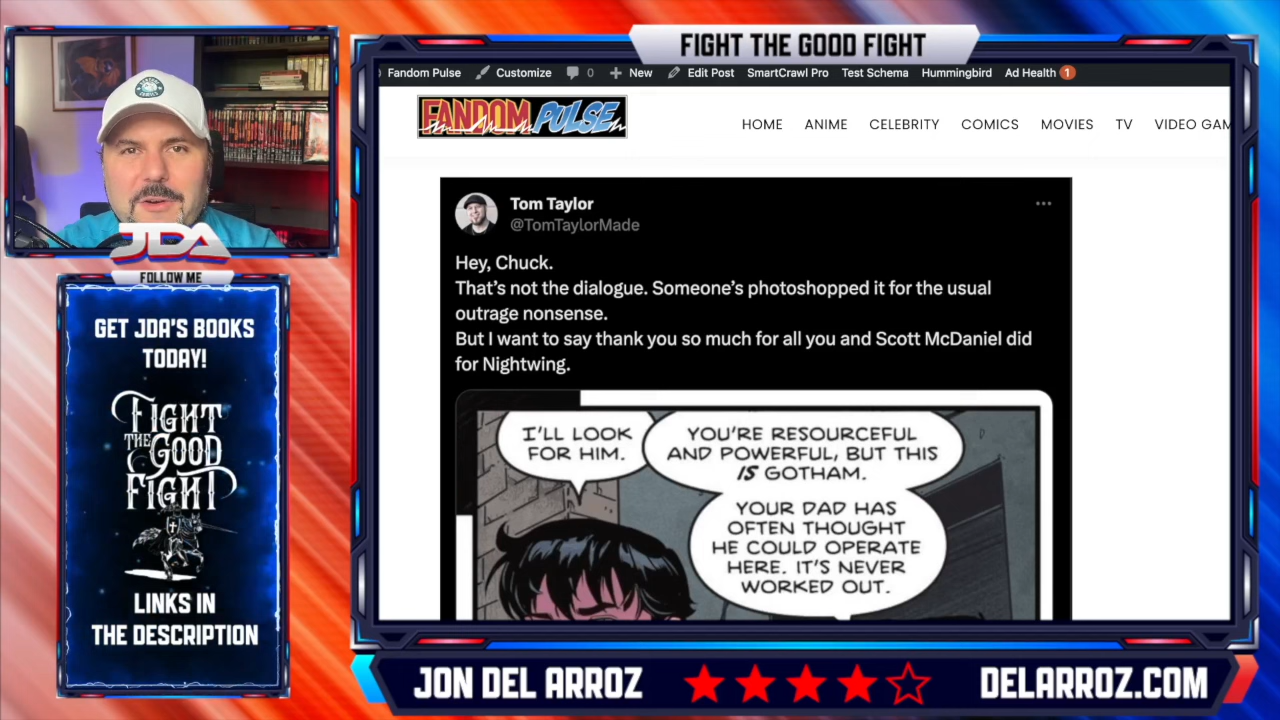 FIGHT THE GOOD FIGHT
Fandom Pulse Customize 0 New Edit Post SmartCrawl Pro Test Schema Hummingbird Ad Health 1
FANDOM PULSE
HOME ANIME CELEBRITY COMICS MOVIES TV VIDEO GAM
Tom Taylor
@TomTaylorMade
Hey, Chuck.
That's not the dialogue. Someone's photoshopped it for the usual
outrage nonsense.
But I want to say thank you so much for all you and Scott McDaniel did
for Nightwing.
I'LL LOOK
FOR HIM.
YOU'RE RESOURCEFUL
AND POWERFUL, BUT THIS
IS GOTHAM.
YOUR DAD HAS
OFTEN THOUGHT
HE COULD OPERATE
HERE. IT'S NEVER
WORKED OUT.
JDA
FOLLOW ME
GET JDA'S BOOKS
TODAY!
FIGHT
THE
GOOD
FIGHT
LINKS IN
THE DESCRIPTION
JON DEL ARROZ
DELARROZ.COM